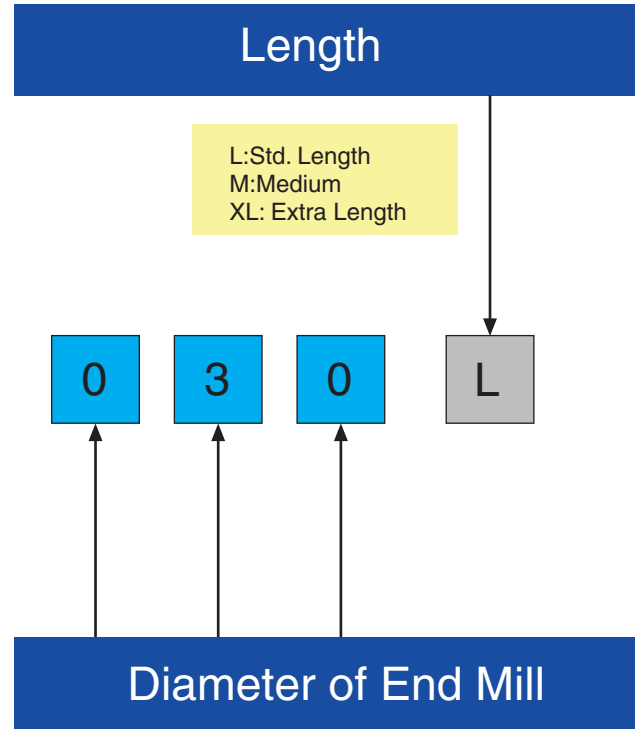 Length
L:Std. Length
M:Medium
XL: Extra Length
0 3 0 L
Diameter of End Mill